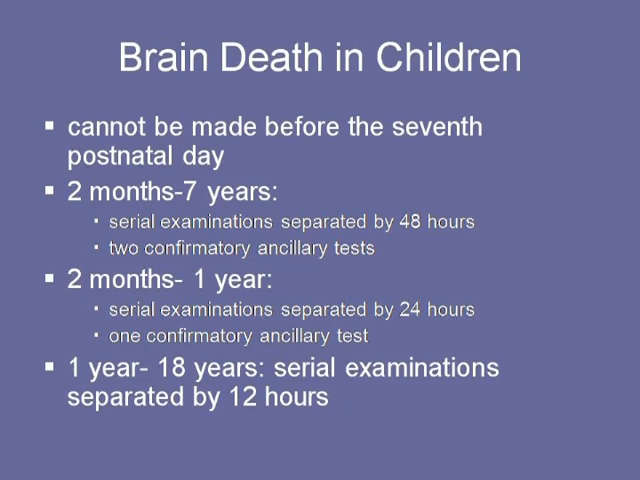 Brain Death in Children
▪ cannot be made before the seventh
postnatal day
▪ 2 months-7 years:
▪ serial examinations separated by 48 hours
▪ two confirmatory ancillary tests
▪ 2 months- 1 year:
▪ serial examinations separated by 24 hours
▪ one confirmatory ancillary test
▪ 1 year- 18 years: serial examinations
separated by 12 hours